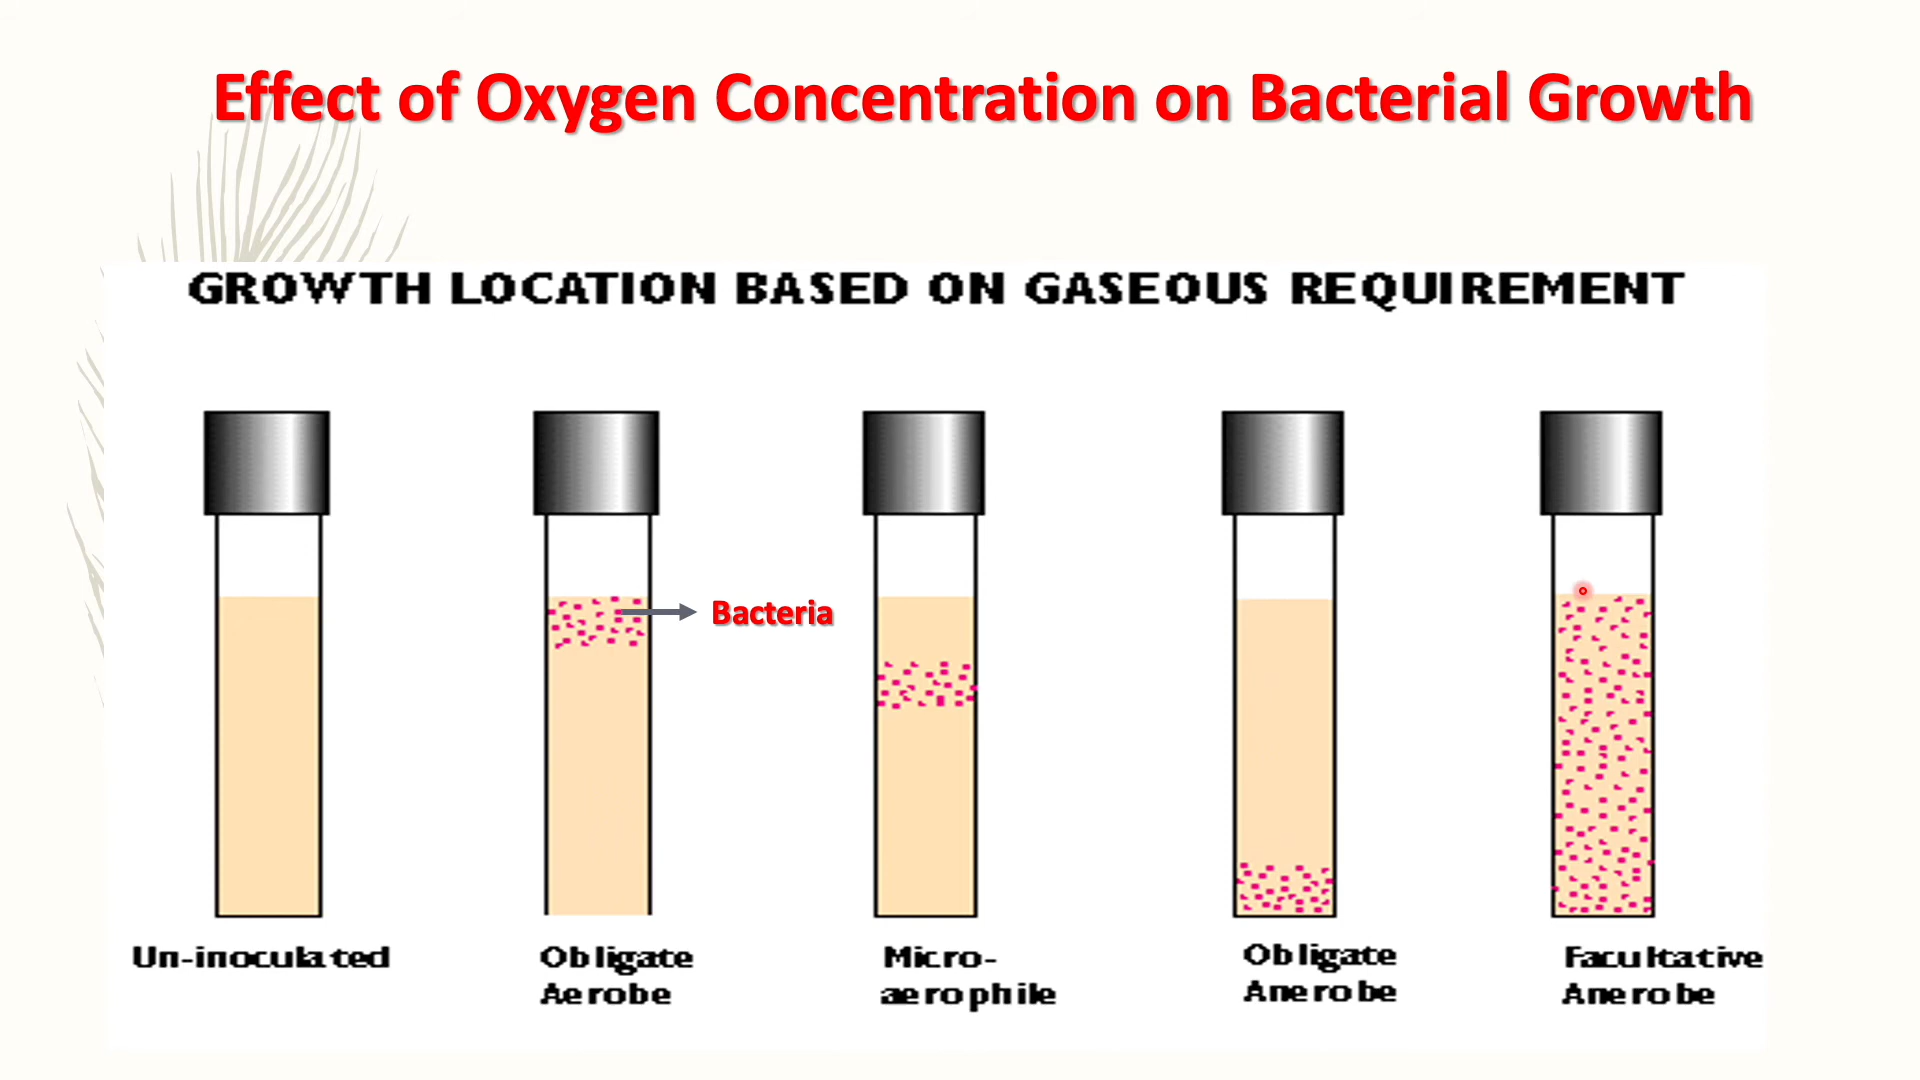 Effect of Oxygen Concentration on Bacterial Growth
GROWTH LOCATION BASED ON GASEOUS REQUIREMENT
Bacteria
Un-inoculated
Obligate
Aerobe
Micro-
aerophile
Obligate
Anerobe
Facultative
Anerobe